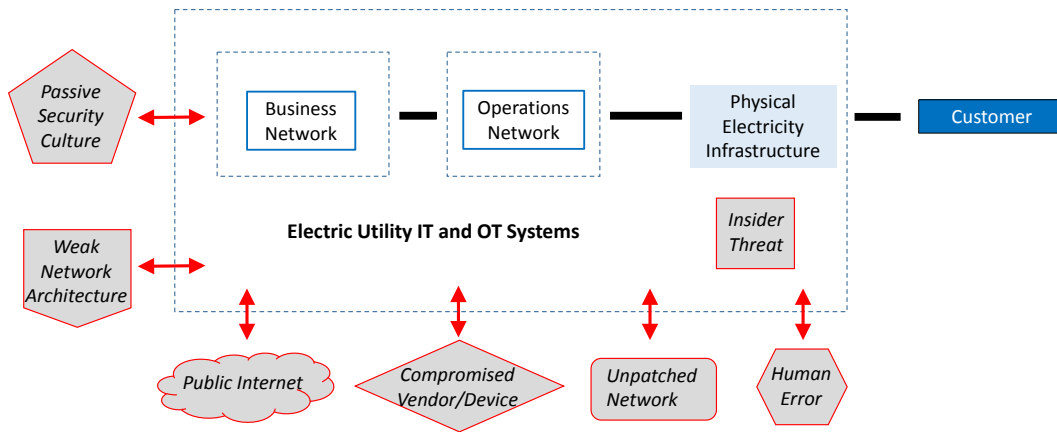 Passive
Security
Culture
Business
Network
Operations
Network
Physical
Electricity
Infrastructure
Customer
Electric Utility IT and OT Systems
Insider
Threat
Weak
Network
Architecture
Public Internet
Compromised
Vendor/Device
Unpatched
Network
Human
Error